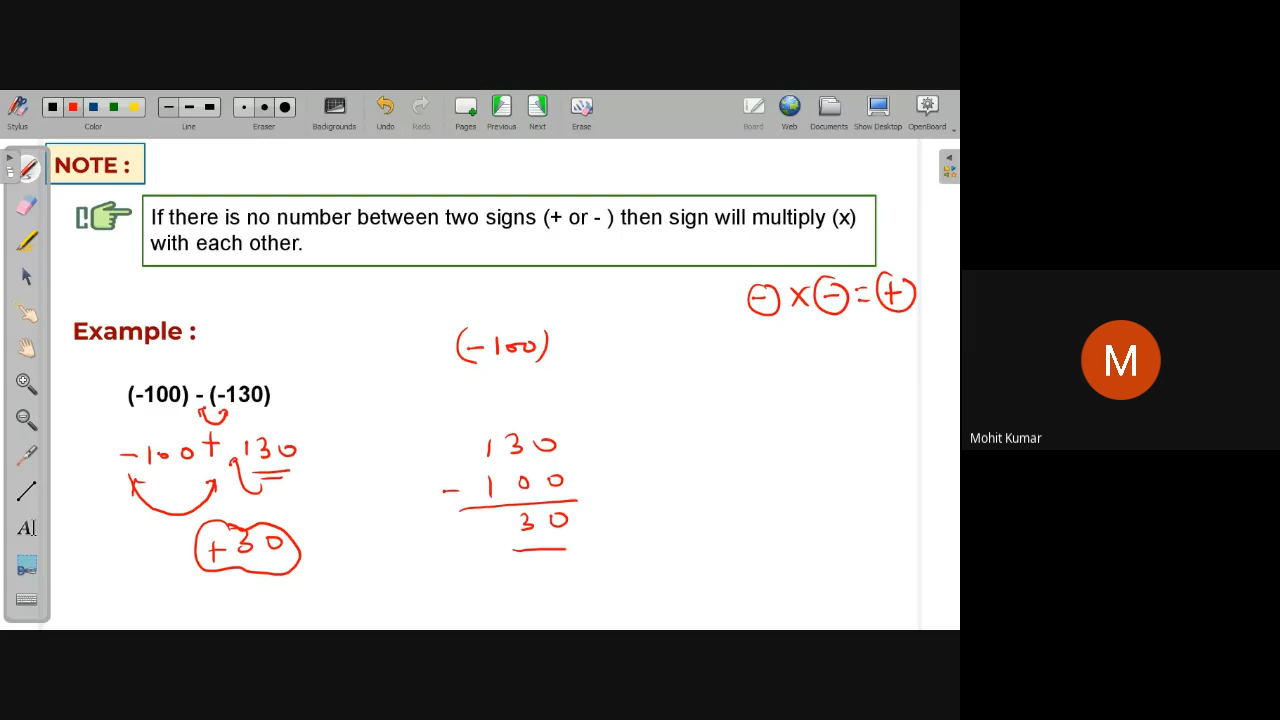 Stylus
Color
Line
Eraser
Backgrounds
Undo
Redo
Pages
Previous
Next
Erase
Board
Web
Documents
Show Desktop
OpenBoard
NOTE :
If there is no number between two signs (+ or - ) then sign will multiply (x)
with each other.
- x - = +
Example :
(-100)
(-100) - (-130)
-100 + 130
+30
130
- 100
30
M
Mohit Kumar